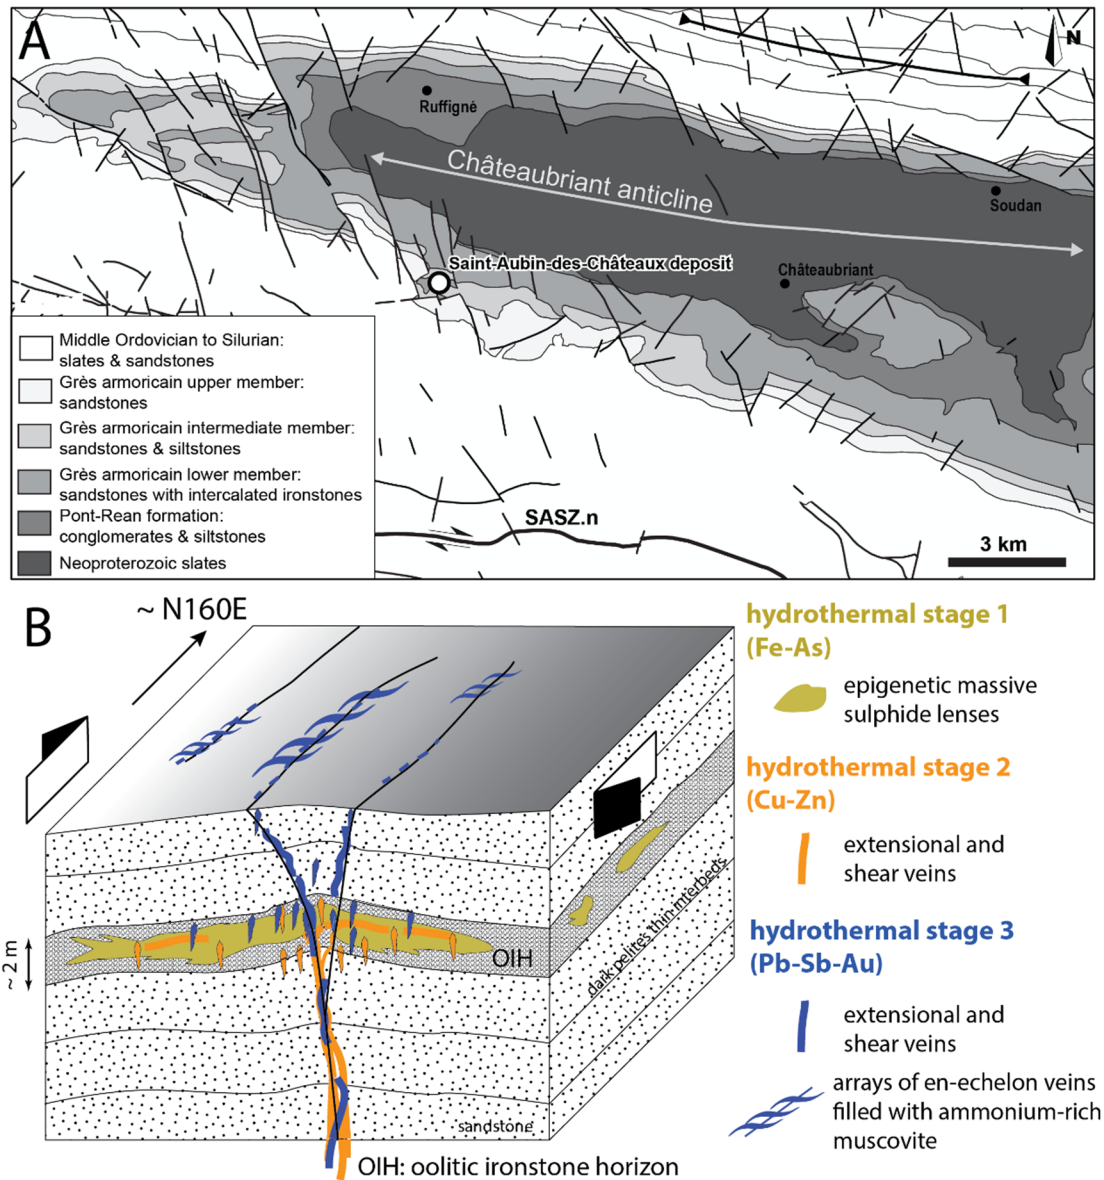 A
N
Ruffigné
Châteaubriant anticline
Soudan
Saint-Aubin-des-Châteaux deposit
Châteaubriant
Middle Ordovician to Silurian:
slates & sandstones
Grès armoricain upper member:
sandstones
Grès armoricain intermediate member:
sandstones & siltstones
Grès armoricain lower member:
sandstones with intercalated ironstones
Pont-Rean formation:
conglomerates & siltstones
Neoproterozoic slates
SASZ.n
3 km
B
~ N160E
~ 2 m
OIH
dark pelites thin interbeds
sandstone
OIH: oolitic ironstone horizon
hydrothermal stage 1
(Fe-As)
epigenetic massive
sulphide lenses
hydrothermal stage 2
(Cu-Zn)
extensional and
shear veins
hydrothermal stage 3
(Pb-Sb-Au)
extensional and
shear veins
arrays of en-echelon veins
filled with ammonium-rich
muscovite